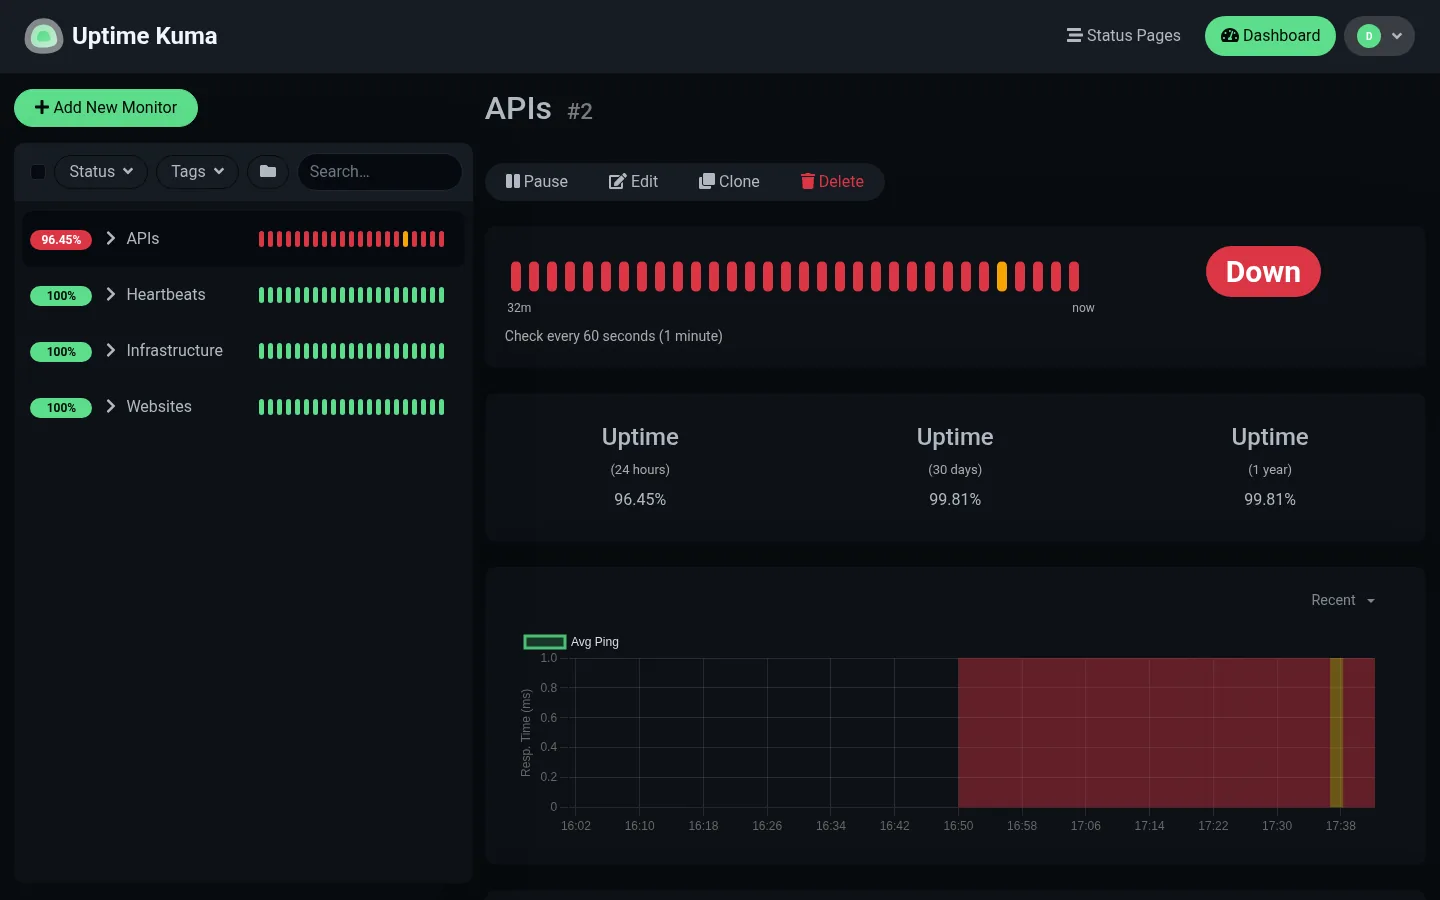 Uptime Kuma
Status Pages
Dashboard
D
Add New Monitor
Status
Tags
Search...
96.45%
APIs
100%
Heartbeats
100%
Infrastructure
100%
Websites
APIs #2
Pause
Edit
Clone
Delete
Down
32m
now
Check every 60 seconds (1 minute)
Uptime
(24 hours)
96.45%
Uptime
(30 days)
99.81%
Uptime
(1 year)
99.81%
Recent
Avg Ping
Resp. Time (ms)
1.0
0.8
0.6
0.4
0.2
0
16:02
16:10
16:18
16:26
16:34
16:42
16:50
16:58
17:06
17:14
17:22
17:30
17:38